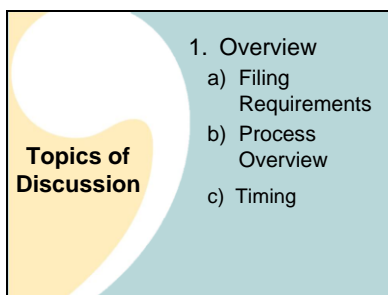 Topics of
Discussion
1. Overview
a) Filing
Requirements
b) Process
Overview
c) Timing